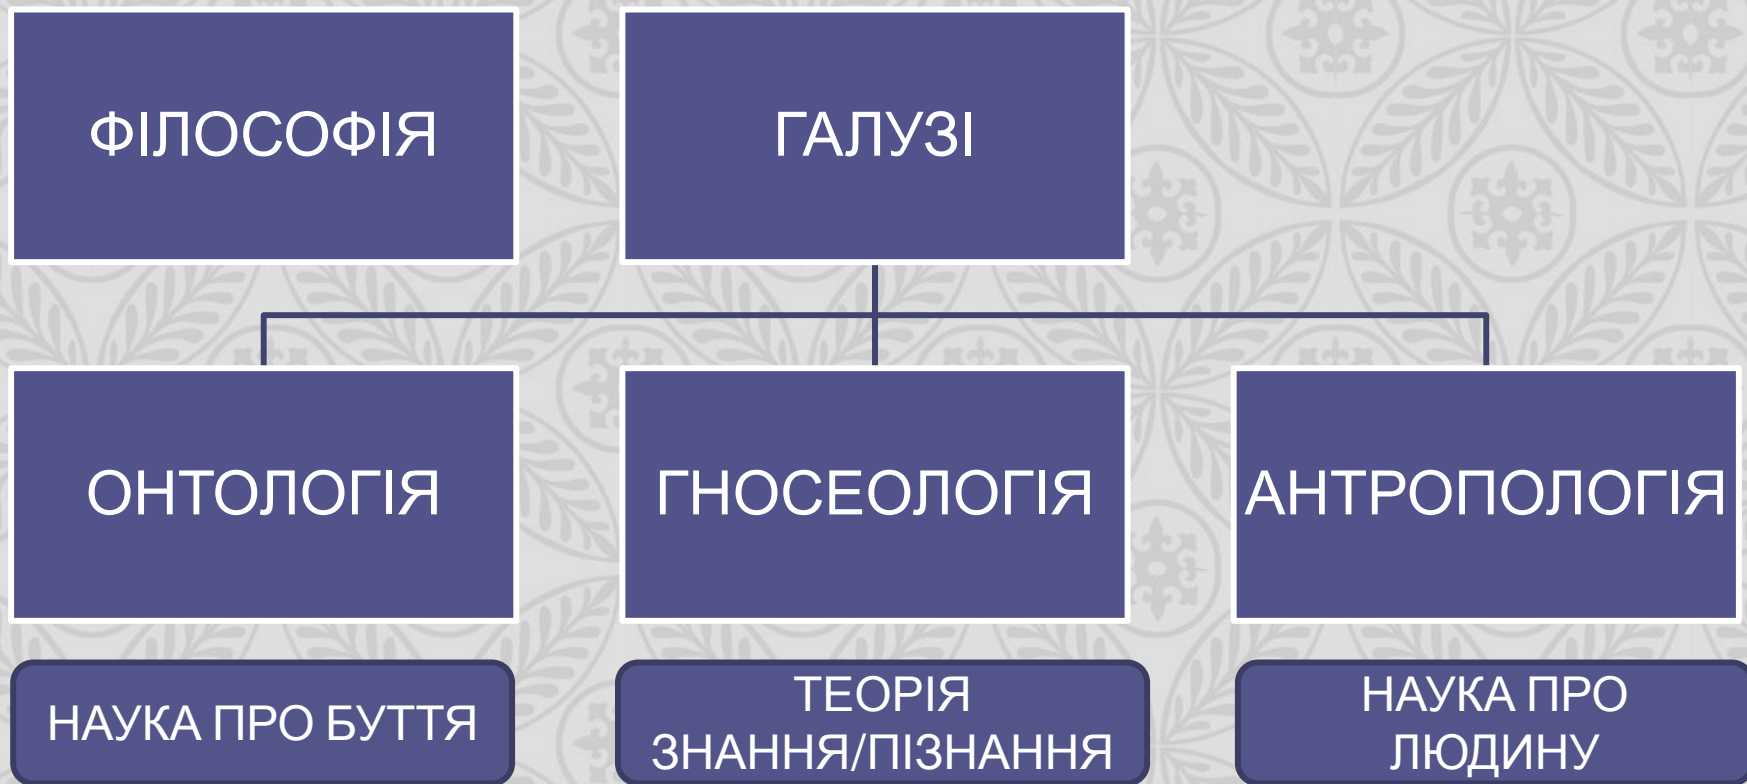 ФІЛОСОФІЯ
ГАЛУЗІ
ОНТОЛОГІЯ
ГНОСЕОЛОГІЯ
АНТРОПОЛОГІЯ
НАУКА ПРО БУТТЯ
ТЕОРІЯ
ЗНАННЯ/ПІЗНАННЯ
НАУКА ПРО
ЛЮДИНУ